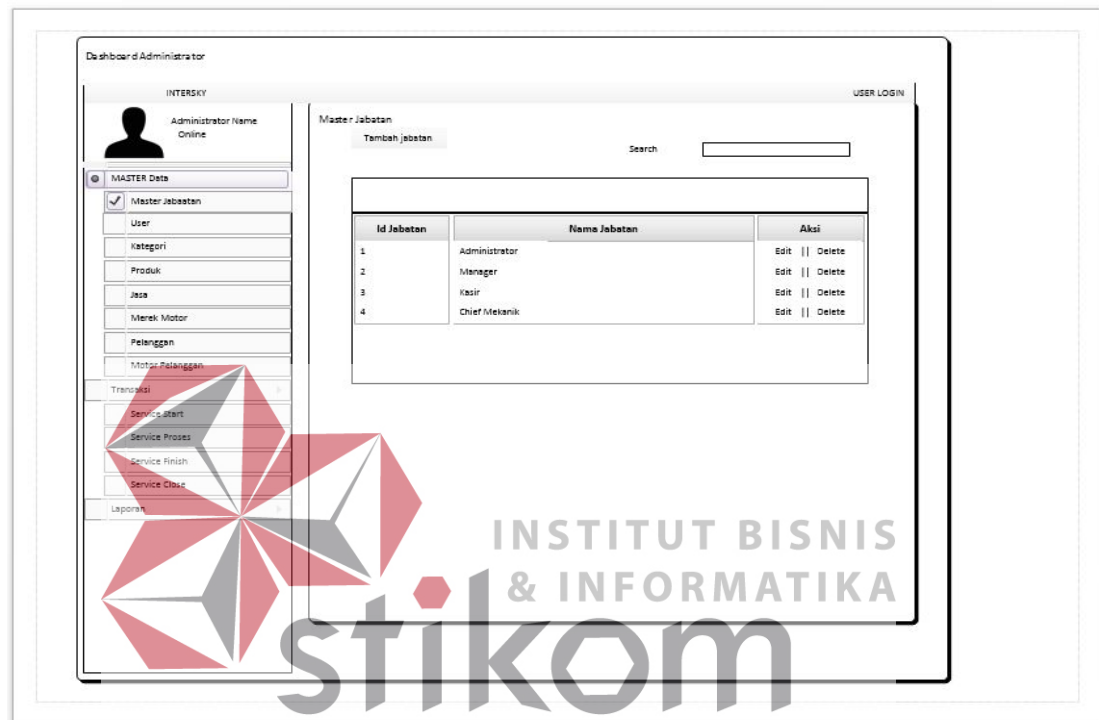 Dashboard Administrator
INTERSKY
USER LOGIN
Administrator Name
Online
MASTER Data
Master Jabaatan
User
Kategori
Produk
Jasa
Merek Motor
Pelanggan
Motor Pelanggan
Transaksi
Service Start
Service Proses
Service Finish
Service Close
Laporan
Master Jabatan
Tambah jabatan
Search
Id Jabatan Nama Jabatan Aksi
1 Administrator Edit || Delete
2 Manager Edit || Delete
3 Kasir Edit || Delete
4 Chief Mekanik Edit || Delete
INSTITUT BISNIS
& INFORMATIKA
stikom